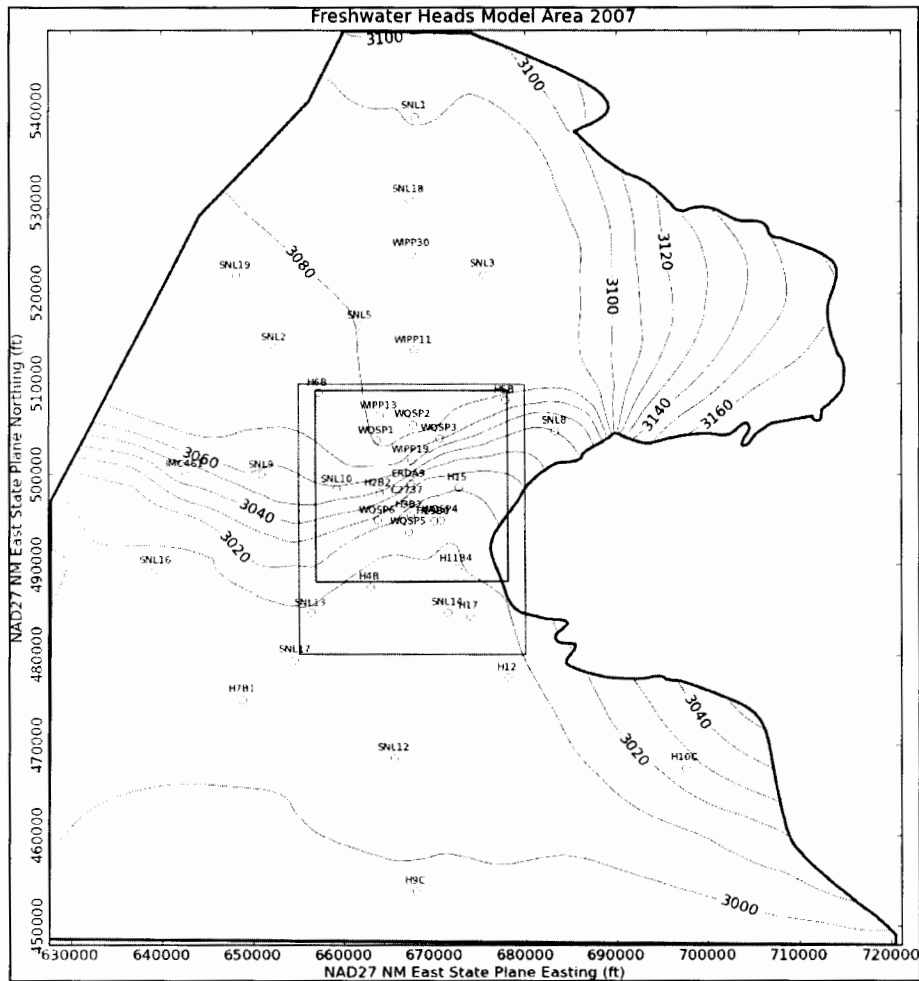 Freshwater Heads Model Area 2007
3100
3100
540000
SNL1
530000
SNL18
WIPP30
3120
SNL19
3080
SNL3
520000
3100
SNL5
SNL2
WIPP11
510000
H6B
WIPP13
WQSP2
WQSP1
WQSP3
SNL8
3140
3160
3060
WIPP19
500000
SNL9
SNL10
H2B2
ERDA9
C2737
H15
3040
H3B2
WQSP6
WQSP5
WQSP4
3020
490000
SNL16
H4B
H11B4
SNL13
SNL14
H17
480000
SNL17
H12
H7B1
3040
470000
SNL12
3020
H10C
460000
H9C
3000
450000
NAD27 NM East State Plane Northing (ft)
630000 640000 650000 660000 670000 680000 690000 700000 710000 720000
NAD27 NM East State Plane Easting (ft)